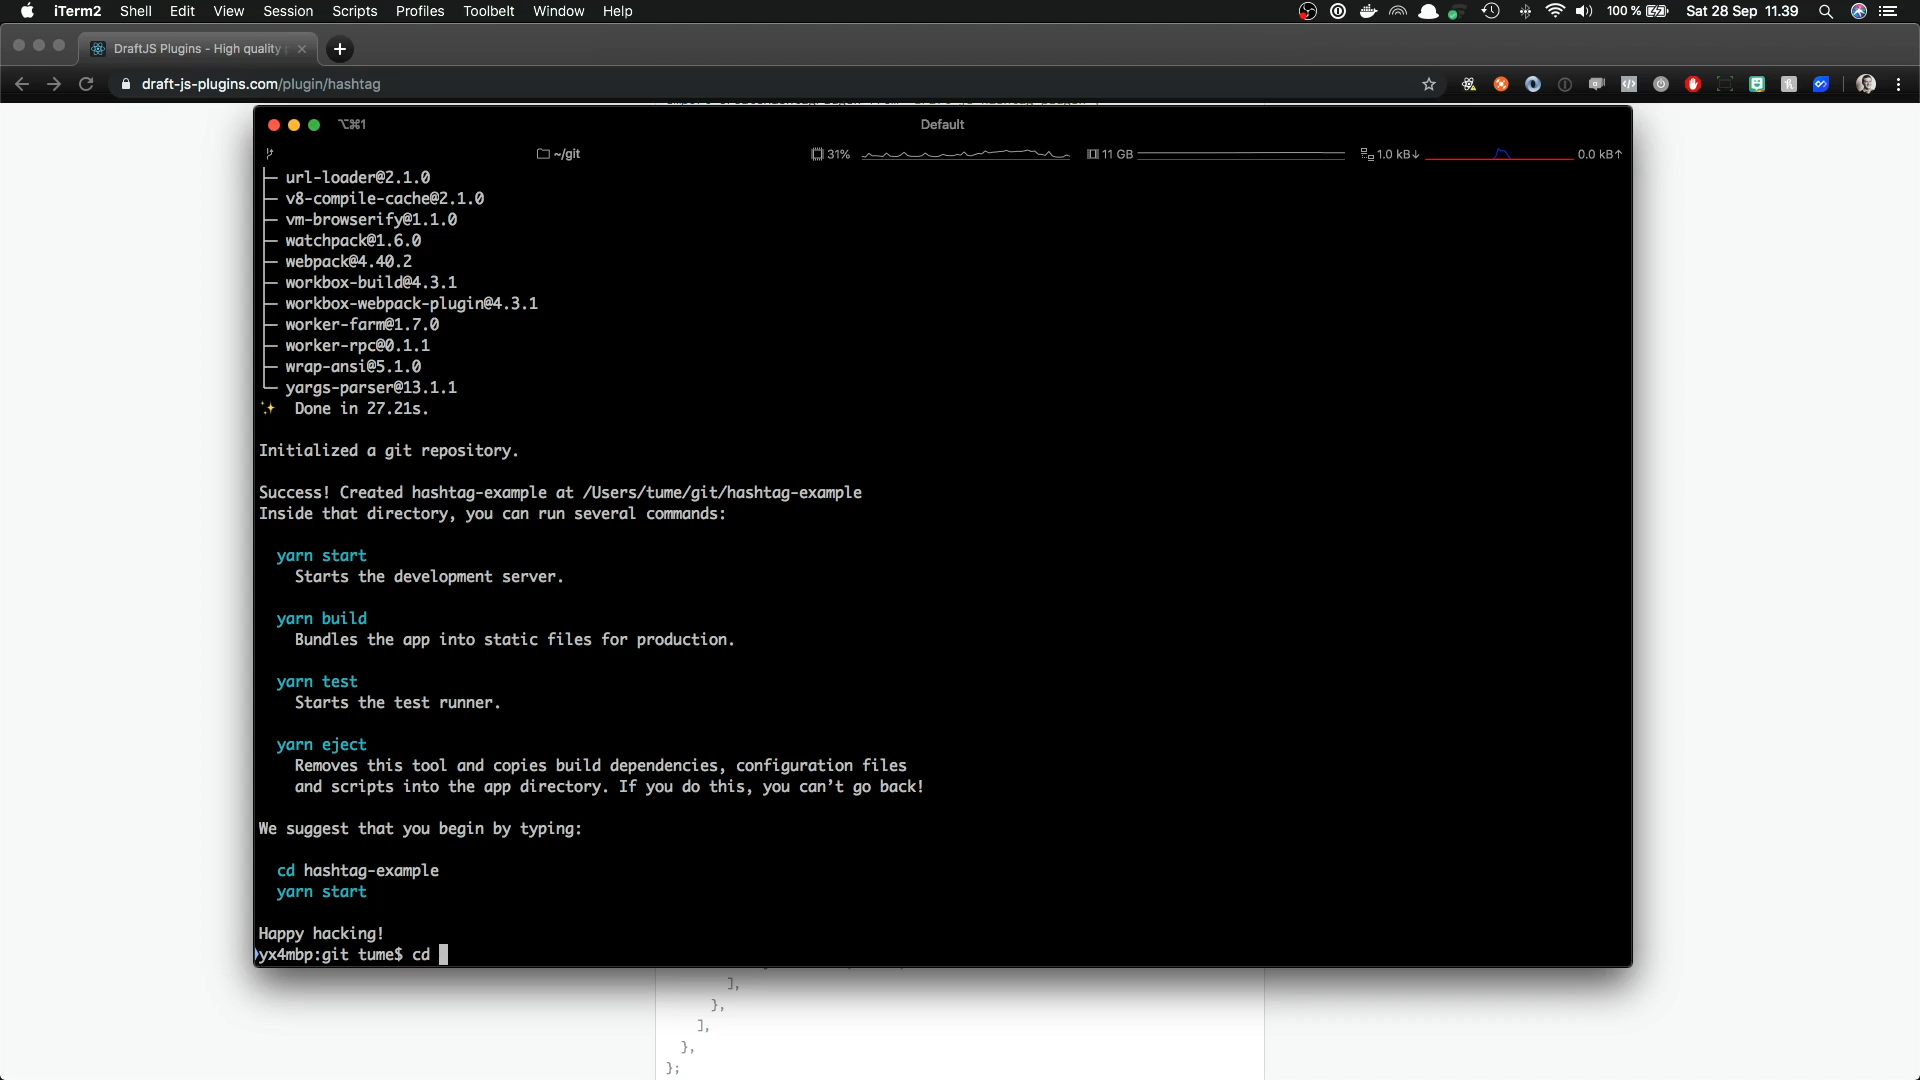 iTerm2 Shell Edit View Session Scripts Profiles Toolbelt Window Help 100 % Sat 28 Sep 11.39
DraftJS Plugins - High quality
draft-js-plugins.com/plugin/hashtag
⌥⌘1 Default
~/git 31% 11 GB 1.0 kB↓ 0.0 kB↑
├─ url-loader@2.1.0
├─ v8-compile-cache@2.1.0
├─ vm-browserify@1.1.0
├─ watchpack@1.6.0
├─ webpack@4.40.2
├─ workbox-build@4.3.1
├─ workbox-webpack-plugin@4.3.1
├─ worker-farm@1.7.0
├─ worker-rpc@0.1.1
├─ wrap-ansi@5.1.0
└─ yargs-parser@13.1.1
✨ Done in 27.21s.
Initialized a git repository.
Success! Created hashtag-example at /Users/tume/git/hashtag-example
Inside that directory, you can run several commands:
yarn start
Starts the development server.
yarn build
Bundles the app into static files for production.
yarn test
Starts the test runner.
yarn eject
Removes this tool and copies build dependencies, configuration files
and scripts into the app directory. If you do this, you can’t go back!
We suggest that you begin by typing:
cd hashtag-example
yarn start
Happy hacking!
yx4mbp:git tume$ cd
],
},
],
},
};